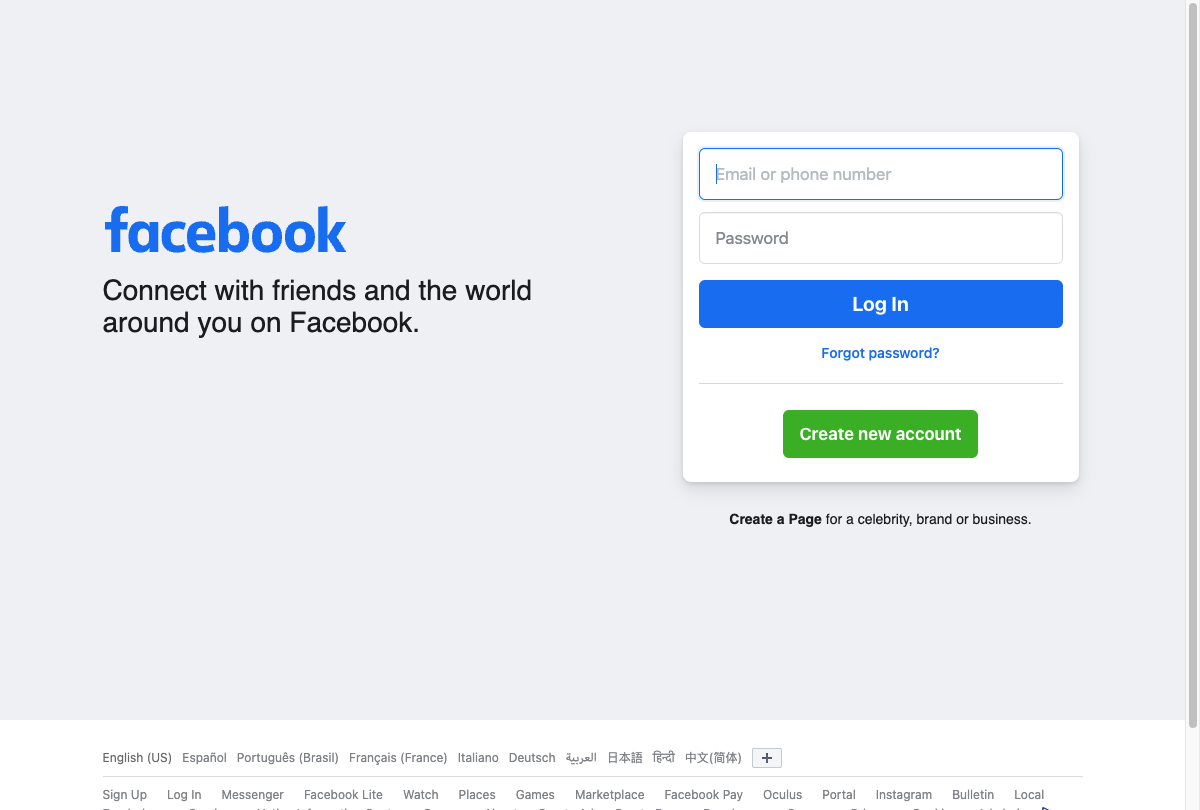 facebook
Connect with friends and the world
around you on Facebook.
Email or phone number
Password
Log In
Forgot password?
Create new account
Create a Page for a celebrity, brand or business.
English (US) Español Português (Brasil) Français (France) Italiano Deutsch العربية 日本語 हिन्दी 中文(简体) +
Sign Up Log In Messenger Facebook Lite Watch Places Games Marketplace Facebook Pay Oculus Portal Instagram Bulletin Local